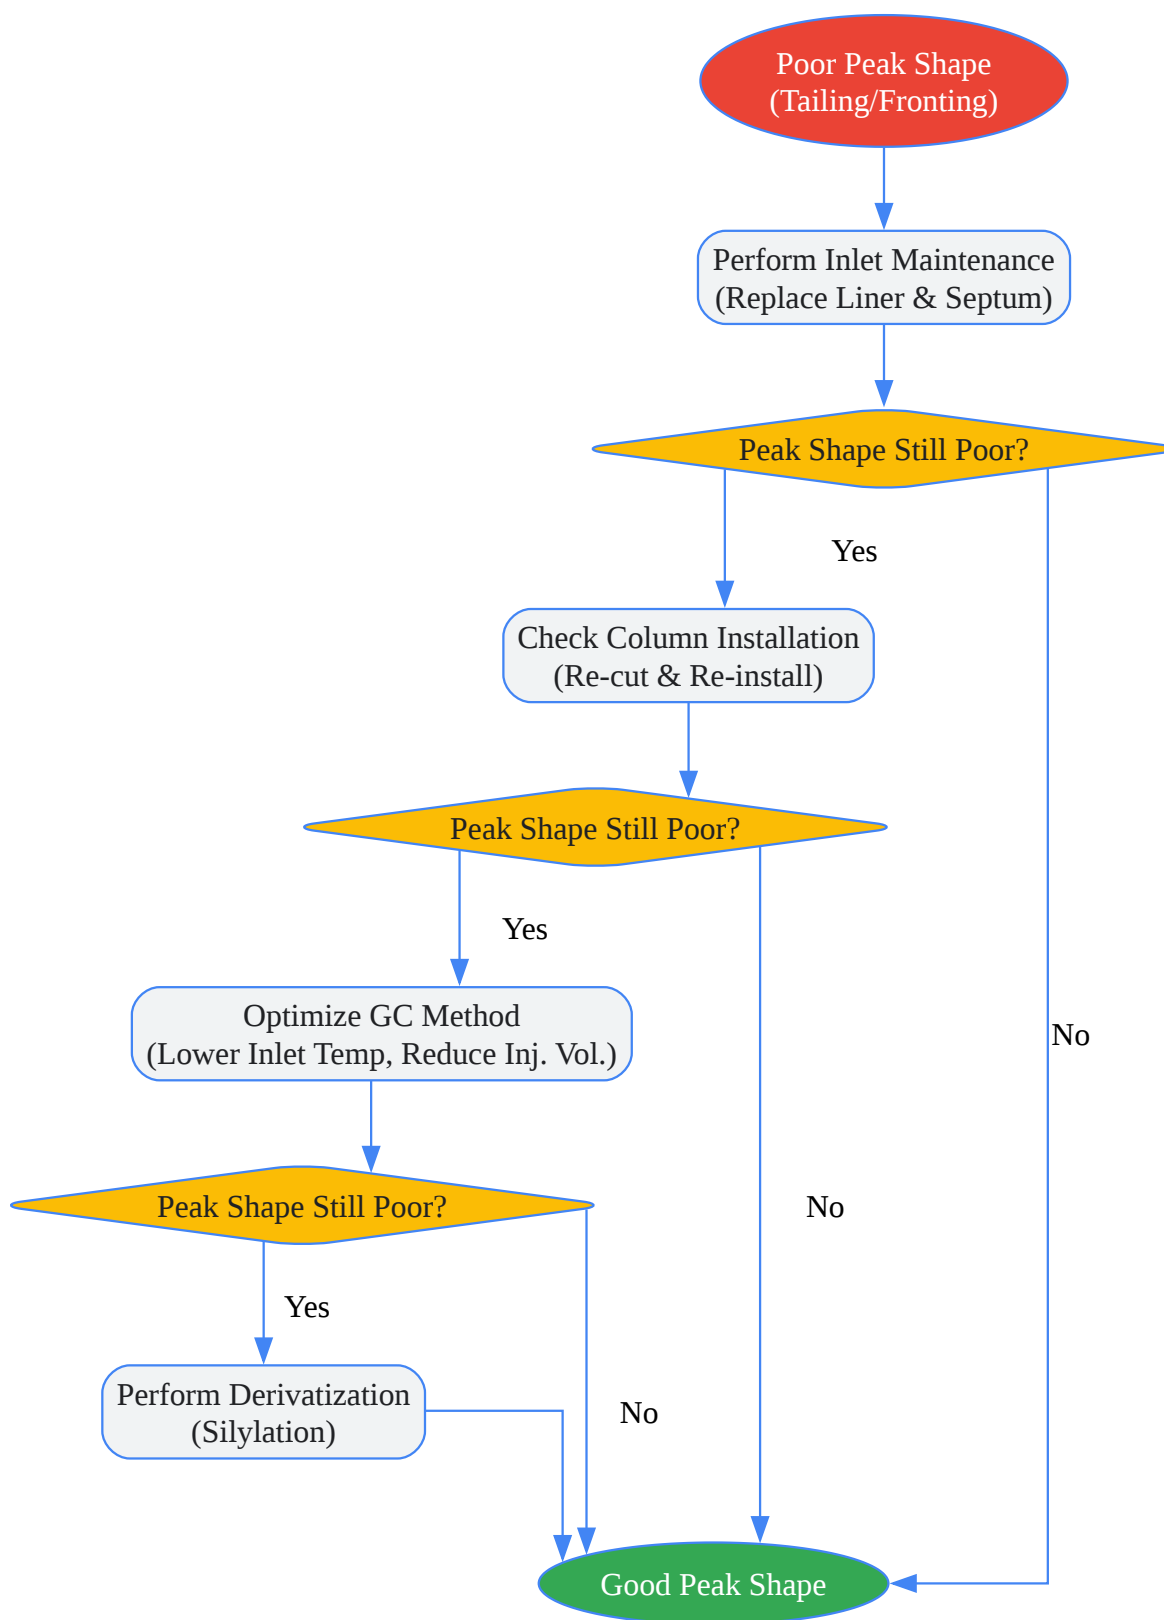 Poor Peak Shape
(Tailing/Fronting)
Perform Inlet Maintenance
(Replace Liner & Septum)
Peak Shape Still Poor?
Yes
Check Column Installation
(Re-cut & Re-install)
Peak Shape Still Poor?
Yes
Optimize GC Method
(Lower Inlet Temp, Reduce Inj. Vol.)
No
Peak Shape Still Poor?
No
Yes
Perform Derivatization
(Silylation)
No
Good Peak Shape